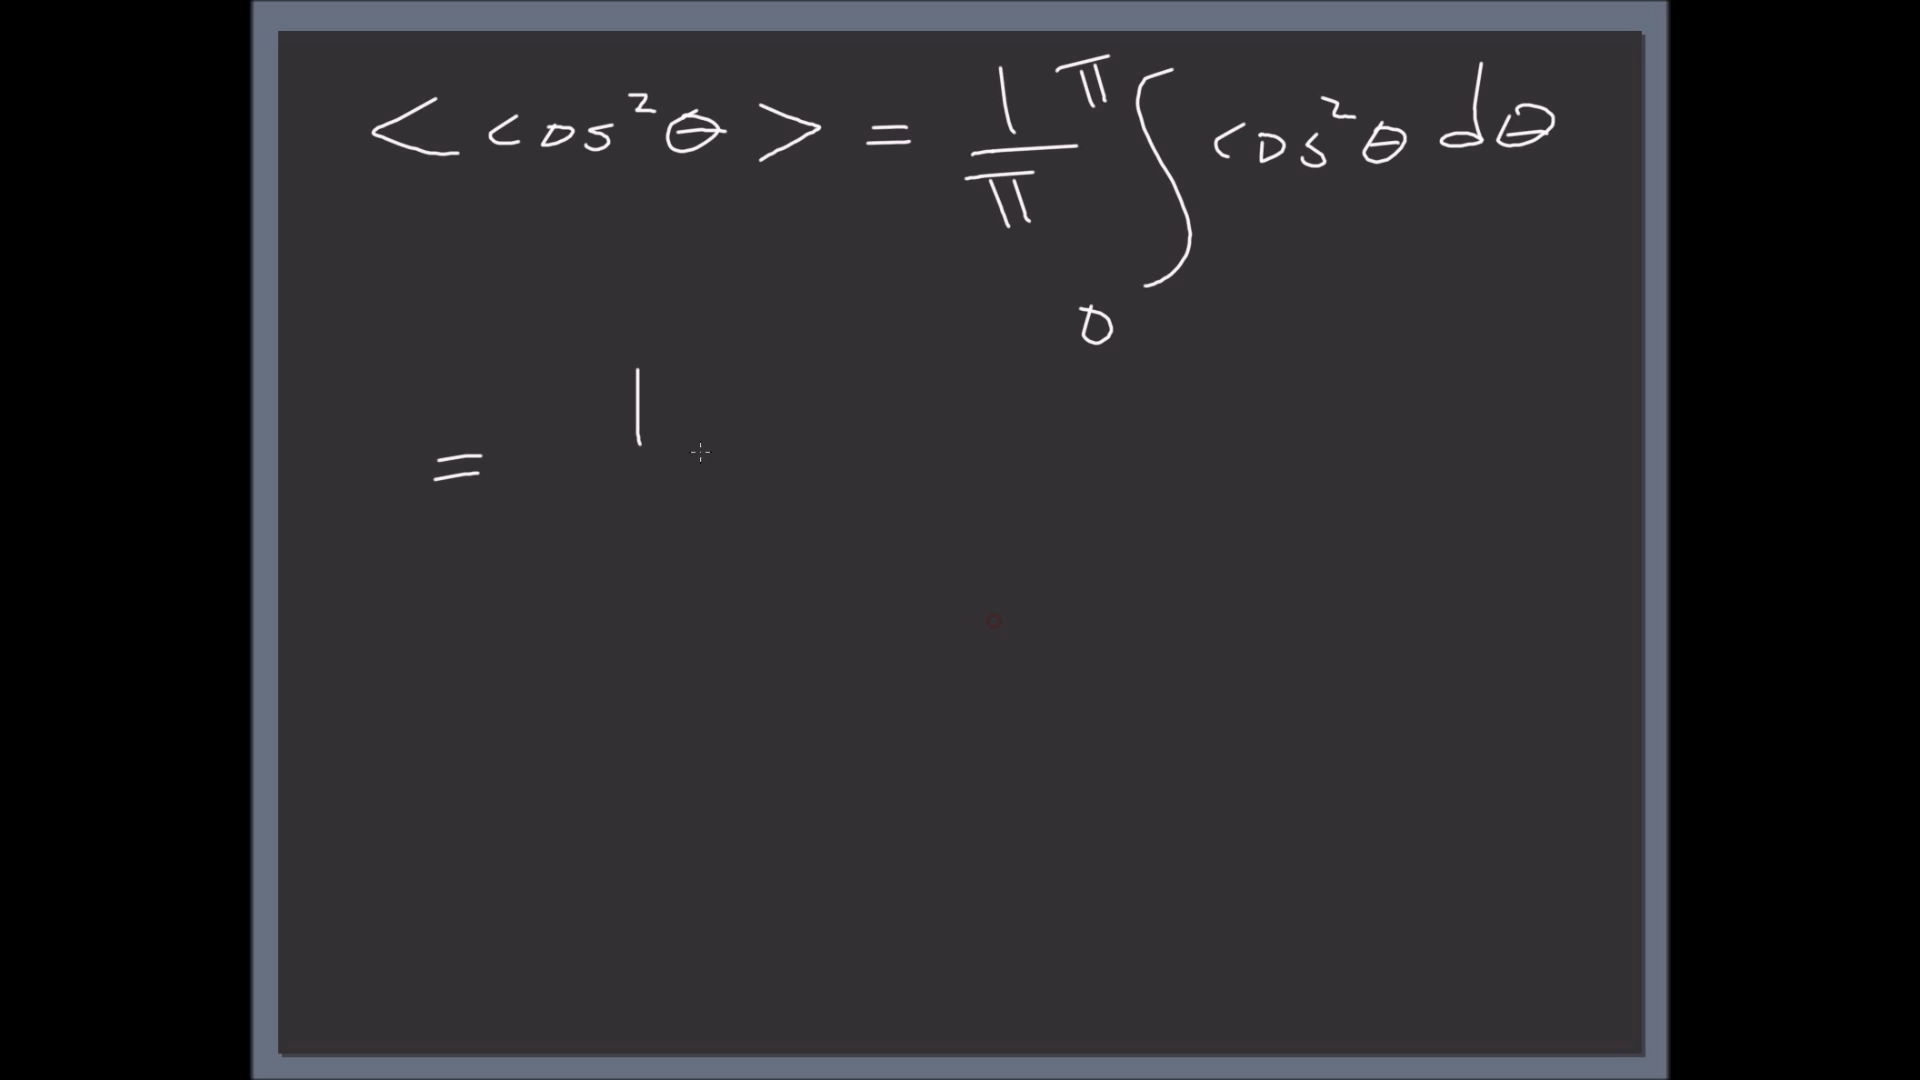 <cos²θ> = 1/π ∫₀^π cos²θ dθ
= 1